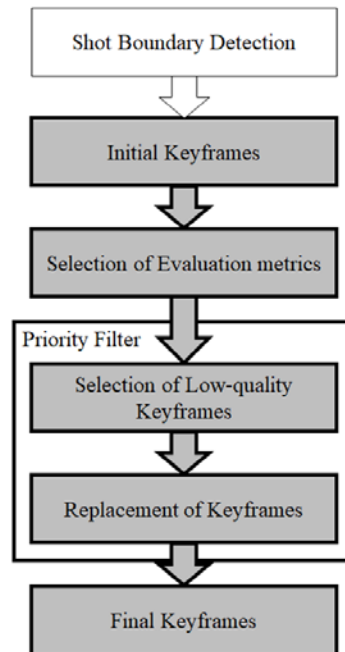 Shot Boundary Detection
Initial Keyframes
Selection of Evaluation metrics
Priority Filter
Selection of Low-quality
Keyframes
Replacement of Keyframes
Final Keyframes